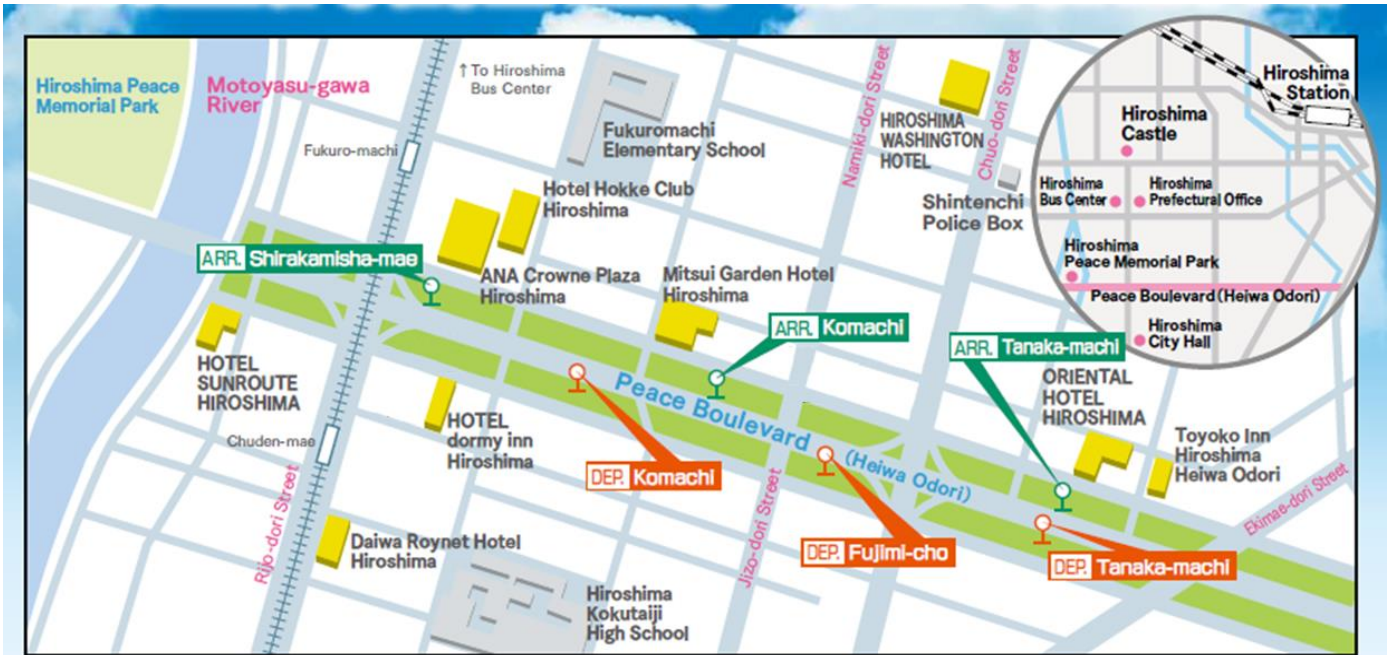 Hiroshima Peace
Memorial Park
Motoyasu-gawa
River
↑ To Hiroshima
Bus Center
Fukuro-machi
Fukuromachi
Elementary School
Namiki-dori Street
HIROSHIMA
WASHINGTON
HOTEL
Chuo-dori Street
Shintenchi
Police Box
Hiroshima
Station
Hiroshima
Castle
Hiroshima
Bus Center
Hiroshima
Prefectural Office
Hiroshima
Peace Memorial Park
Peace Boulevard (Heiwa Odori)
Hiroshima
City Hall
Hotel Hokke Club
Hiroshima
ARR. Shirakamisha-mae
ANA Crowne Plaza
Hiroshima
Mitsui Garden Hotel
Hiroshima
ARR. Komachi
ARR. Tanaka-machi
HOTEL
SUNROUTE
HIROSHIMA
ORIENTAL
HOTEL
HIROSHIMA
Peace Boulevard
(Heiwa Odori)
HOTEL
dormy inn
Hiroshima
Chuden-mae
Toyoko Inn
Hiroshima
Heiwa Odori
DEP. Komachi
Rijo-dori Street
Jizo-dori Street
Ekimae-dori Street
DEP. Fujimi-cho
DEP. Tanaka-machi
Daiwa Roynet Hotel
Hiroshima
Hiroshima
Kokutaiji
High School